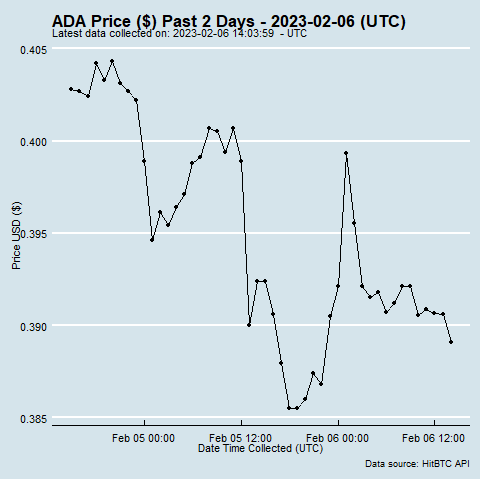 ADA Price ($) Past 2 Days - 2023-02-06 (UTC)
Latest data collected on: 2023-02-06 14:03:59 - UTC
0.405
0.400
0.395
0.390
0.385
Price USD ($)
Feb 05 00:00 Feb 05 12:00 Feb 06 00:00 Feb 06 12:00
Date Time Collected (UTC)
Data source: HitBTC API